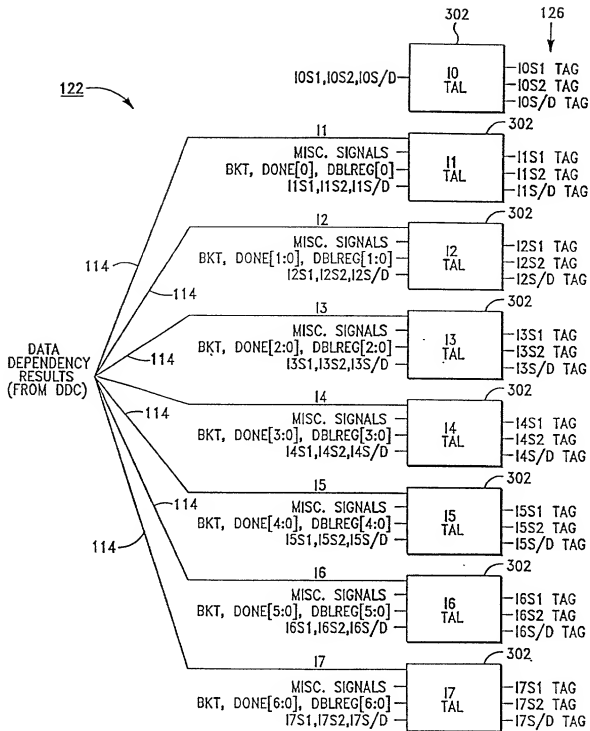 302
126
122
I0S1,I0S2,I0S/D
I0
TAL
I0S1 TAG
I0S2 TAG
I0S/D TAG
302
I1
MISC. SIGNALS
BKT, DONE[0], DBLREG[0]
I1S1,I1S2,I1S/D
I1
TAL
I1S1 TAG
I1S2 TAG
I1S/D TAG
302
I2
MISC. SIGNALS
BKT, DONE[1:0], DBLREG[1:0]
I2S1,I2S2,I2S/D
I2
TAL
I2S1 TAG
I2S2 TAG
I2S/D TAG
114
114
302
I3
MISC. SIGNALS
BKT, DONE[2:0], DBLREG[2:0]
I3S1,I3S2,I3S/D
I3
TAL
I3S1 TAG
I3S2 TAG
I3S/D TAG
114
DATA
DEPENDENCY
RESULTS
(FROM DDC)
302
I4
MISC. SIGNALS
BKT, DONE[3:0], DBLREG[3:0]
I4S1,I4S2,I4S/D
I4
TAL
I4S1 TAG
I4S2 TAG
I4S/D TAG
114
302
I5
MISC. SIGNALS
BKT, DONE[4:0], DBLREG[4:0]
I5S1,I5S2,I5S/D
I5
TAL
I5S1 TAG
I5S2 TAG
I5S/D TAG
114
114
302
I6
MISC. SIGNALS
BKT, DONE[5:0], DBLREG[5:0]
I6S1,I6S2,I6S/D
I6
TAL
I6S1 TAG
I6S2 TAG
I6S/D TAG
302
I7
MISC. SIGNALS
BKT, DONE[6:0], DBLREG[6:0]
I7S1,I7S2,I7S/D
I7
TAL
I7S1 TAG
I7S2 TAG
I7S/D TAG